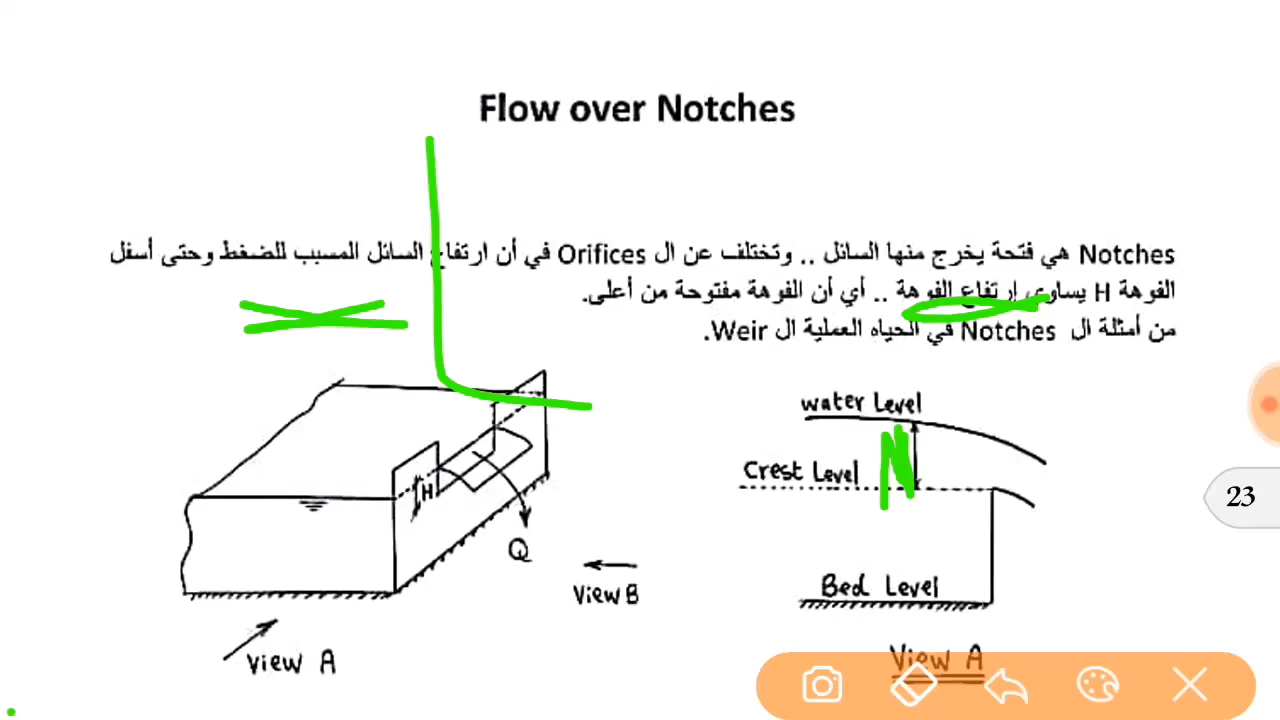 Flow over Notches
Notches هي فتحة يخرج منها السائل .. وتختلف عن ال Orifices في أن ارتفاع السائل المسبب للضغط وحتى أسفل
الفوهة H يساوي إرتفاع الفوهة .. أي أن الفوهة مفتوحة من أعلى.
من أمثلة ال Notches في الحياه العملية ال Weir.
water Level
Crest Level
H
23
Q
Bed Level
View B
View A
View A